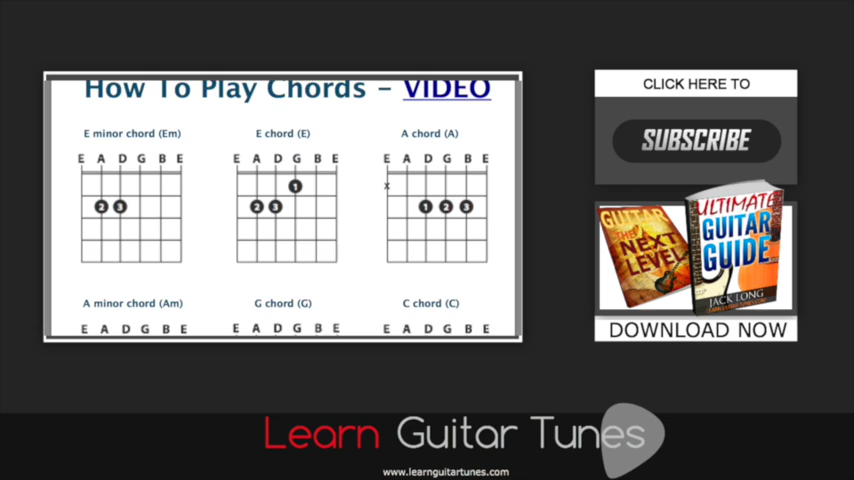 How To Play Chords - VIDEO
E minor chord (Em)
E chord (E)
A chord (A)
E A D G B E
E A D G B E
E A D G B E
1
x
2 3
2 3
1 2 3
A minor chord (Am)
G chord (G)
C chord (C)
E A D G B E
E A D G B E
E A D G B E
CLICK HERE TO
SUBSCRIBE
GUITAR
THE
NEXT
LEVEL
ULTIMATE
GUITAR
GUIDE
JACK LONG
DOWNLOAD NOW
Learn Guitar Tunes
www.learnguitartunes.com